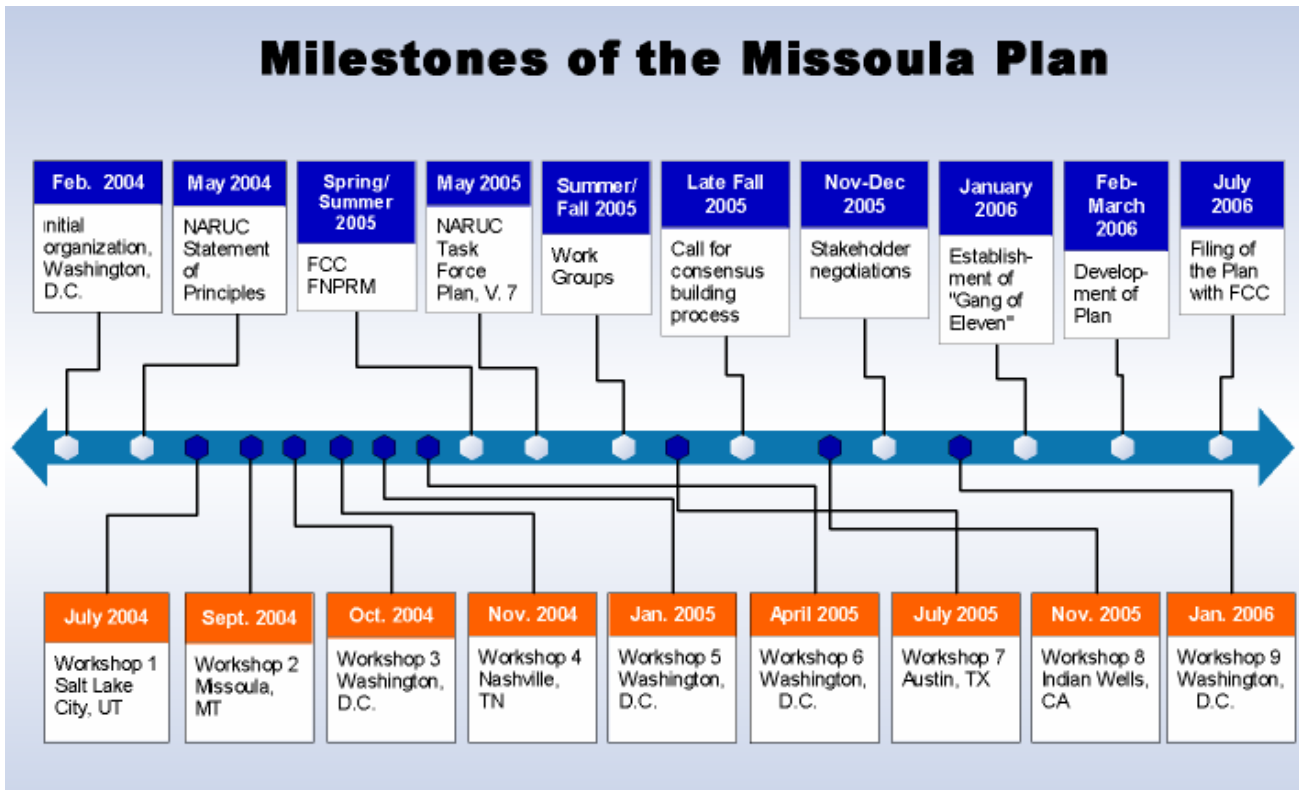 Milestones of the Missoula Plan
Feb. 2004
Initial
organization,
Washington,
D.C.
May 2004
NARUC
Statement
of
Principles
Spring/
Summer
2005
FCC
FNPRM
May 2005
NARUC
Task
Force
Plan, V. 7
Summer/
Fall 2005
Work
Groups
Late Fall
2005
Call for
consensus
building
process
Nov-Dec
2005
Stakeholder
negotiations
January
2006
Establish-
ment of
"Gang of
Eleven"
Feb-
March
2006
Develop-
ment of
Plan
July
2006
Filing of
the Plan
with FCC
July 2004
Workshop 1
Salt Lake
City, UT
Sept. 2004
Workshop 2
Missoula,
MT
Oct. 2004
Workshop 3
Washington,
D.C.
Nov. 2004
Workshop 4
Nashville,
TN
Jan. 2005
Workshop 5
Washington,
D.C.
April 2005
Workshop 6
Washington,
D.C.
July 2005
Workshop 7
Austin, TX
Nov. 2005
Workshop 8
Indian Wells,
CA
Jan. 2006
Workshop 9
Washington,
D.C.